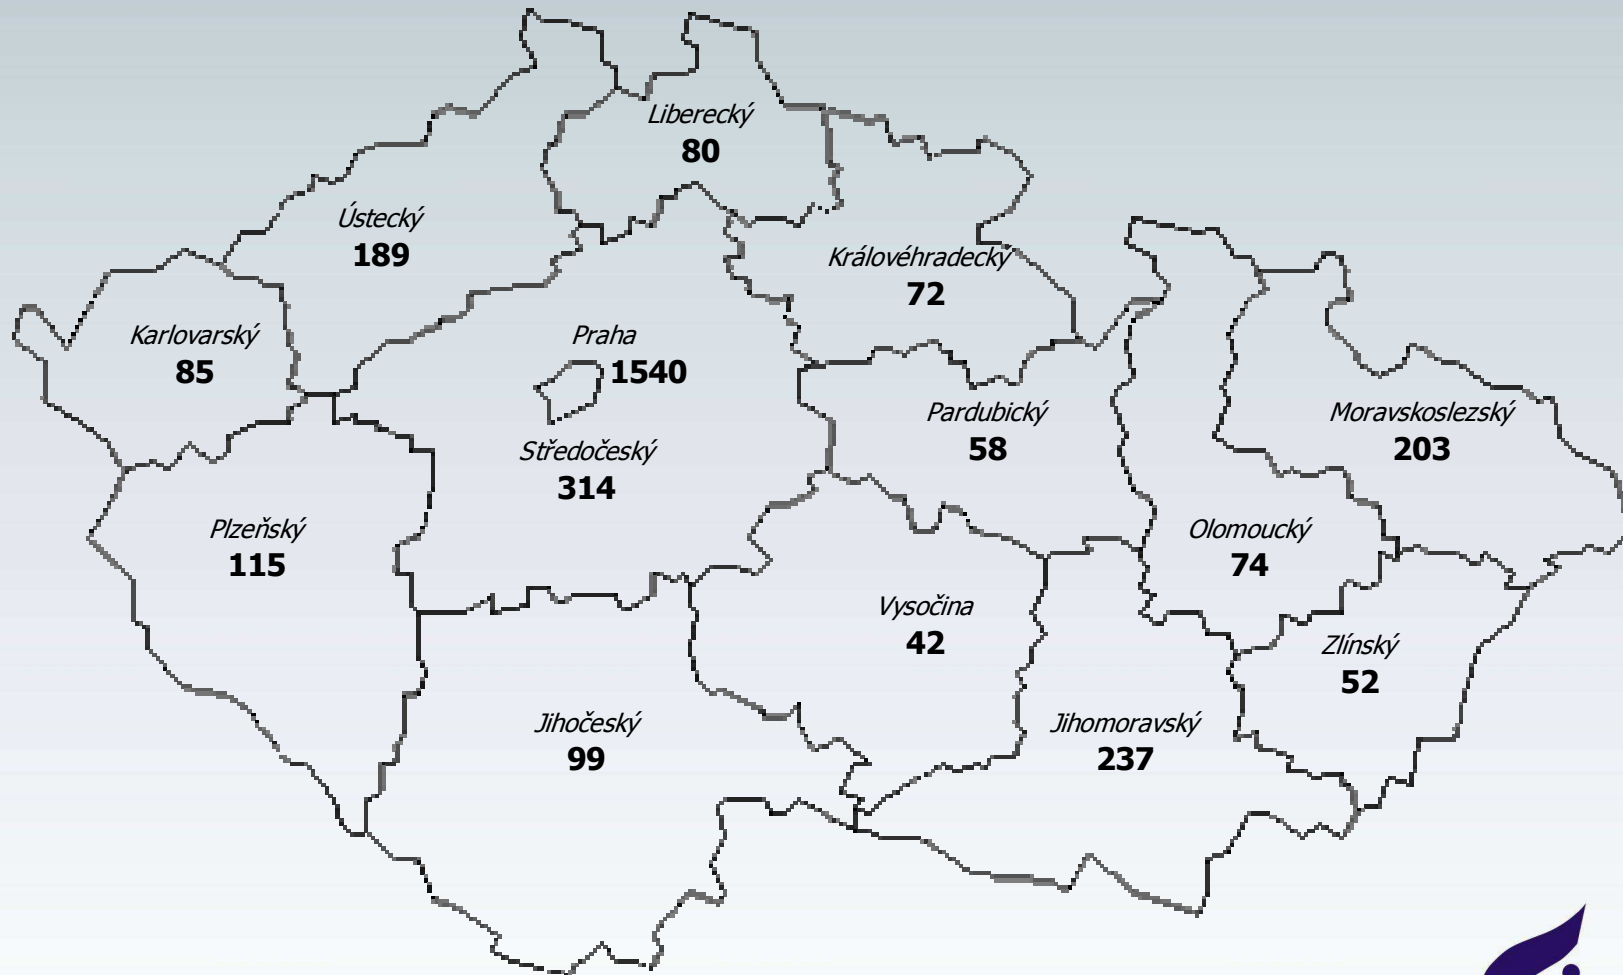 Liberecký
80
Ústecký
189
Královéhradecký
72
Karlovarský
85
Praha
1540
Pardubický
58
Moravskoslezský
203
Středočeský
314
Plzeňský
115
Olomoucký
74
Vysočina
42
Zlínský
52
Jihočeský
99
Jihomoravský
237